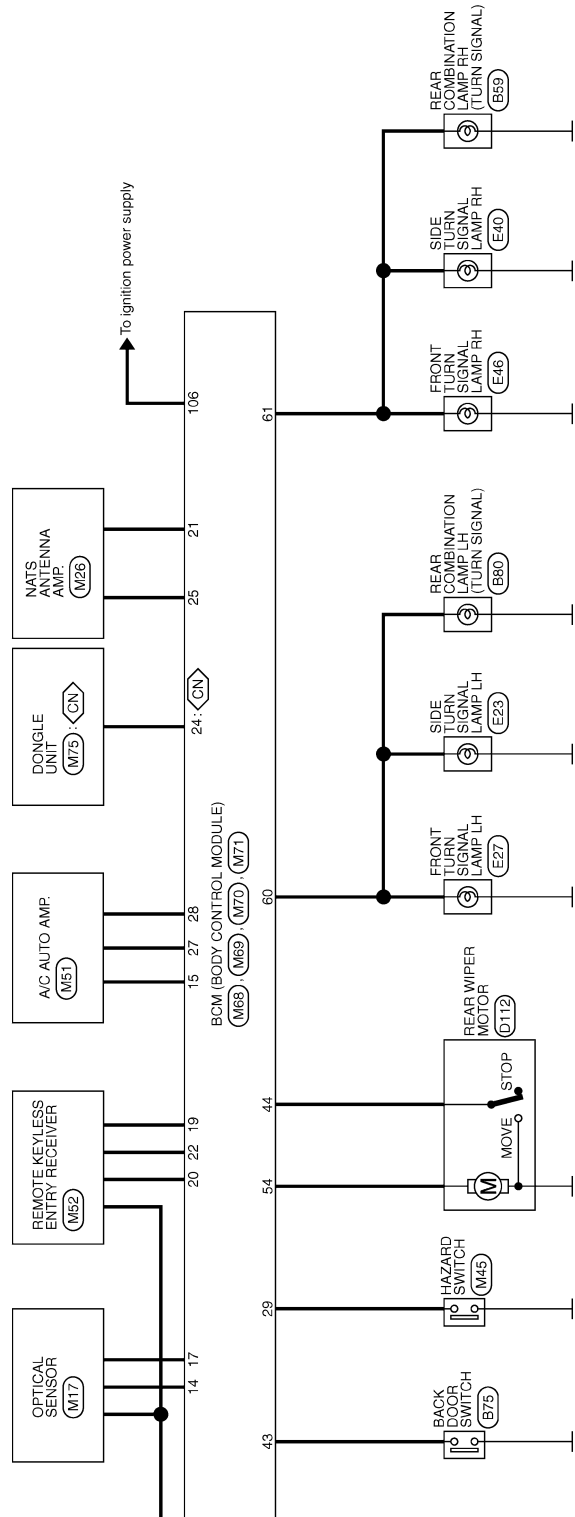 OPTICAL
SENSOR
M17
REMOTE KEYLESS
ENTRY RECEIVER
M52
A/C AUTO AMP.
M51
DONGLE
UNIT
M75 : CN
NATS
ANTENNA
AMP.
M26
To ignition power supply
14
17
20
22
19
15
27
28
24 : CN
25
21
106
BCM (BODY CONTROL MODULE)
M68 , M69 , M70 , M71
43
29
54
44
60
61
BACK
DOOR
SWITCH
B75
HAZARD
SWITCH
M45
REAR WIPER
MOTOR
D112
M
MOVE
STOP
FRONT
TURN
SIGNAL
LAMP LH
E27
SIDE
TURN
SIGNAL
LAMP LH
E23
REAR
COMBINATION
LAMP LH
(TURN SIGNAL)
B80
FRONT
TURN
SIGNAL
LAMP RH
E46
SIDE
TURN
SIGNAL
LAMP RH
E40
REAR
COMBINATION
LAMP RH
(TURN SIGNAL)
B59